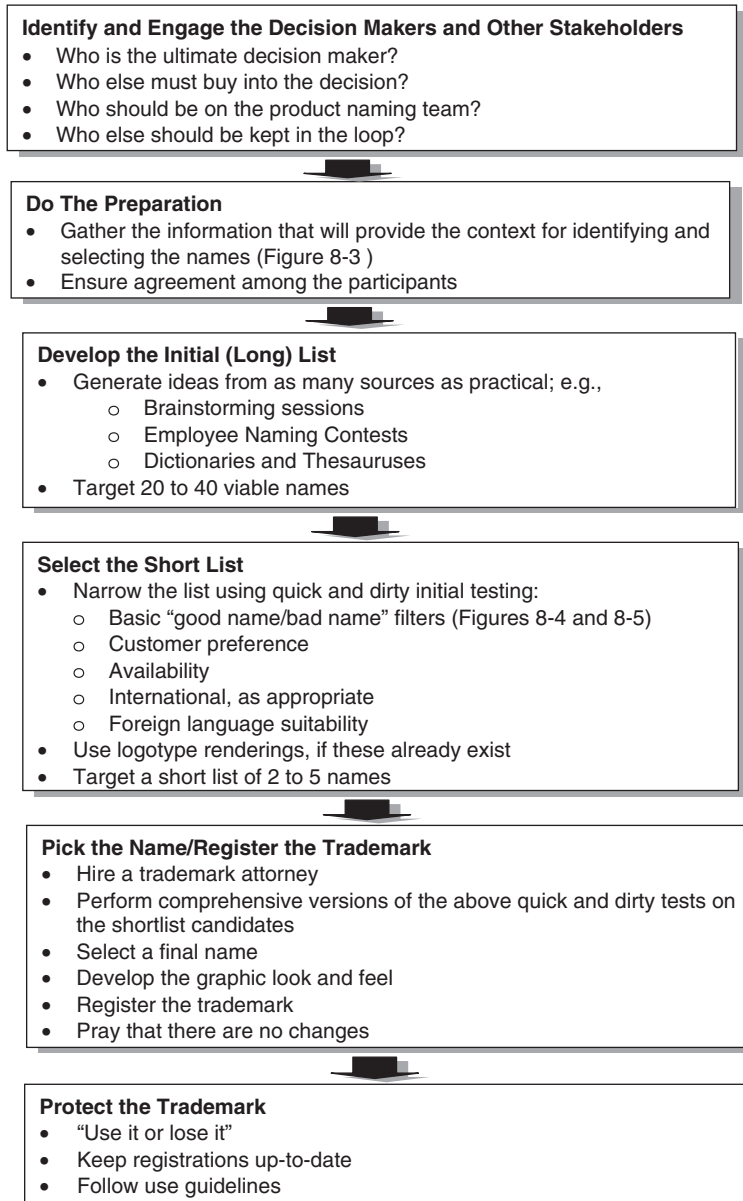 Identify and Engage the Decision Makers and Other Stakeholders
• Who is the ultimate decision maker?
• Who else must buy into the decision?
• Who should be on the product naming team?
• Who else should be kept in the loop?
Do The Preparation
• Gather the information that will provide the context for identifying and
selecting the names (Figure 8-3 )
• Ensure agreement among the participants
Develop the Initial (Long) List
• Generate ideas from as many sources as practical; e.g.,
o Brainstorming sessions
o Employee Naming Contests
o Dictionaries and Thesauruses
• Target 20 to 40 viable names
Select the Short List
• Narrow the list using quick and dirty initial testing:
o Basic “good name/bad name” filters (Figures 8-4 and 8-5)
o Customer preference
o Availability
o International, as appropriate
o Foreign language suitability
• Use logotype renderings, if these already exist
• Target a short list of 2 to 5 names
Pick the Name/Register the Trademark
• Hire a trademark attorney
• Perform comprehensive versions of the above quick and dirty tests on
the shortlist candidates
• Select a final name
• Develop the graphic look and feel
• Register the trademark
• Pray that there are no changes
Protect the Trademark
• “Use it or lose it”
• Keep registrations up-to-date
• Follow use guidelines